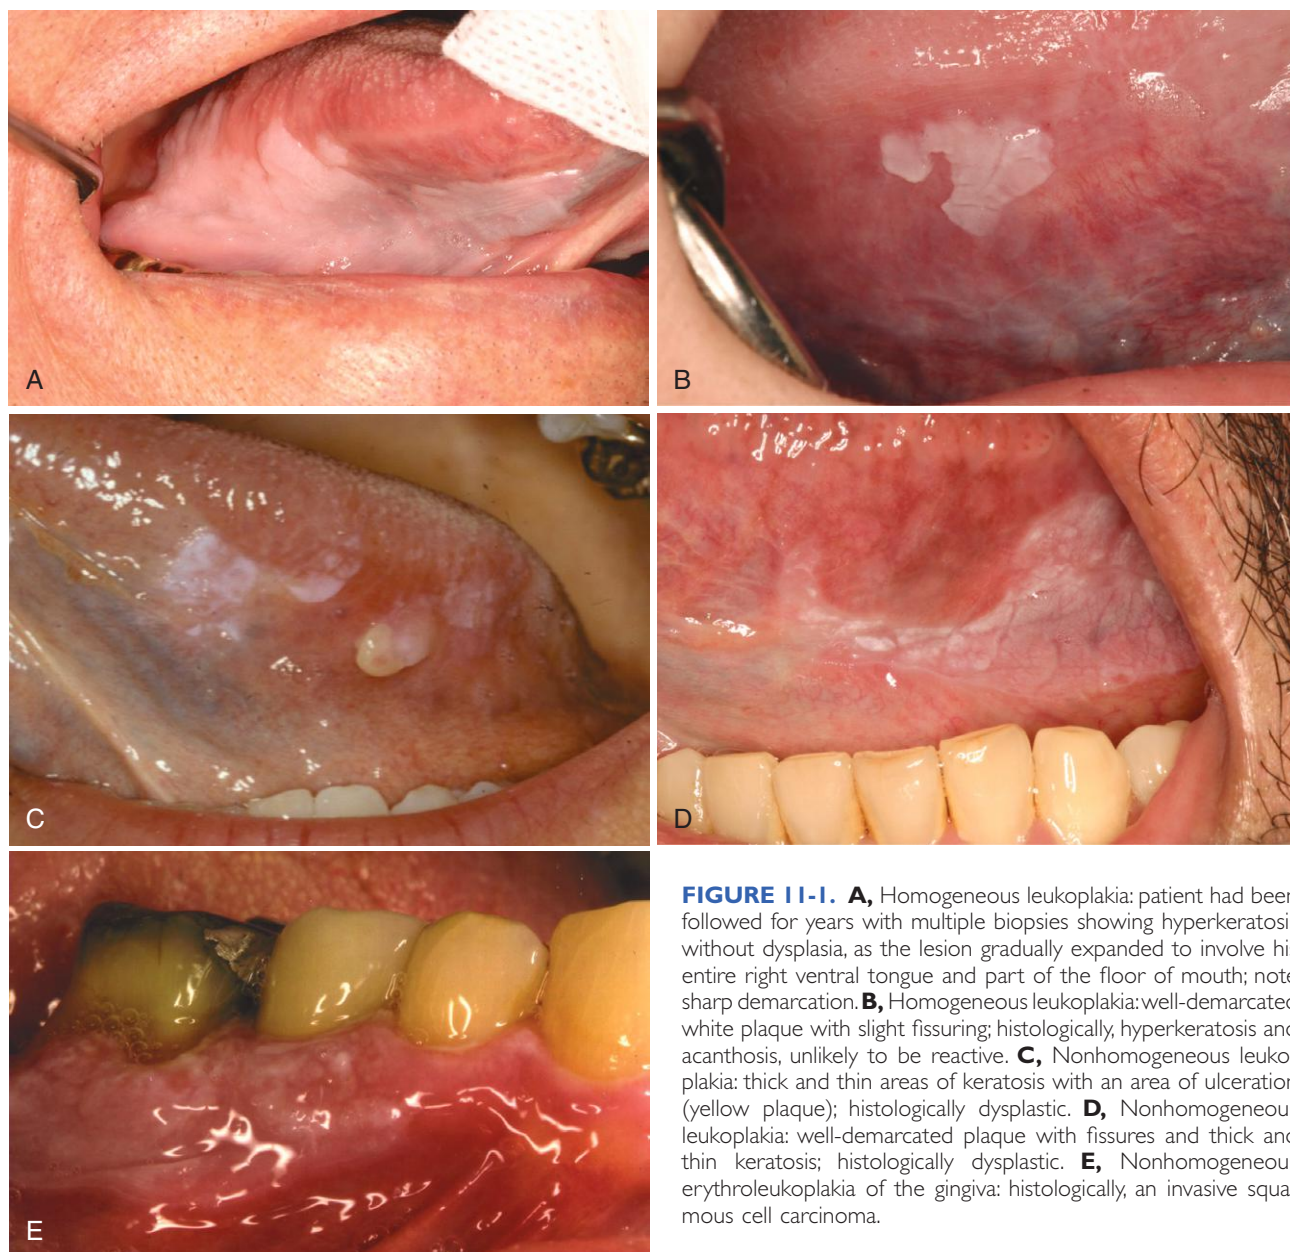 A
B
C
D
E
FIGURE 11-1. A, Homogeneous leukoplakia: patient had been
followed for years with multiple biopsies showing hyperkeratosi
without dysplasia, as the lesion gradually expanded to involve hi
entire right ventral tongue and part of the floor of mouth; note
sharp demarcation. B, Homogeneous leukoplakia: well-demarcated
white plaque with slight fissuring; histologically, hyperkeratosis and
acanthosis, unlikely to be reactive. C, Nonhomogeneous leuko
plakia: thick and thin areas of keratosis with an area of ulceration
(yellow plaque); histologically dysplastic. D, Nonhomogeneou
leukoplakia: well-demarcated plaque with fissures and thick and
thin keratosis; histologically dysplastic. E, Nonhomogeneou
erythroleukoplakia of the gingiva: histologically, an invasive squa
mous cell carcinoma.